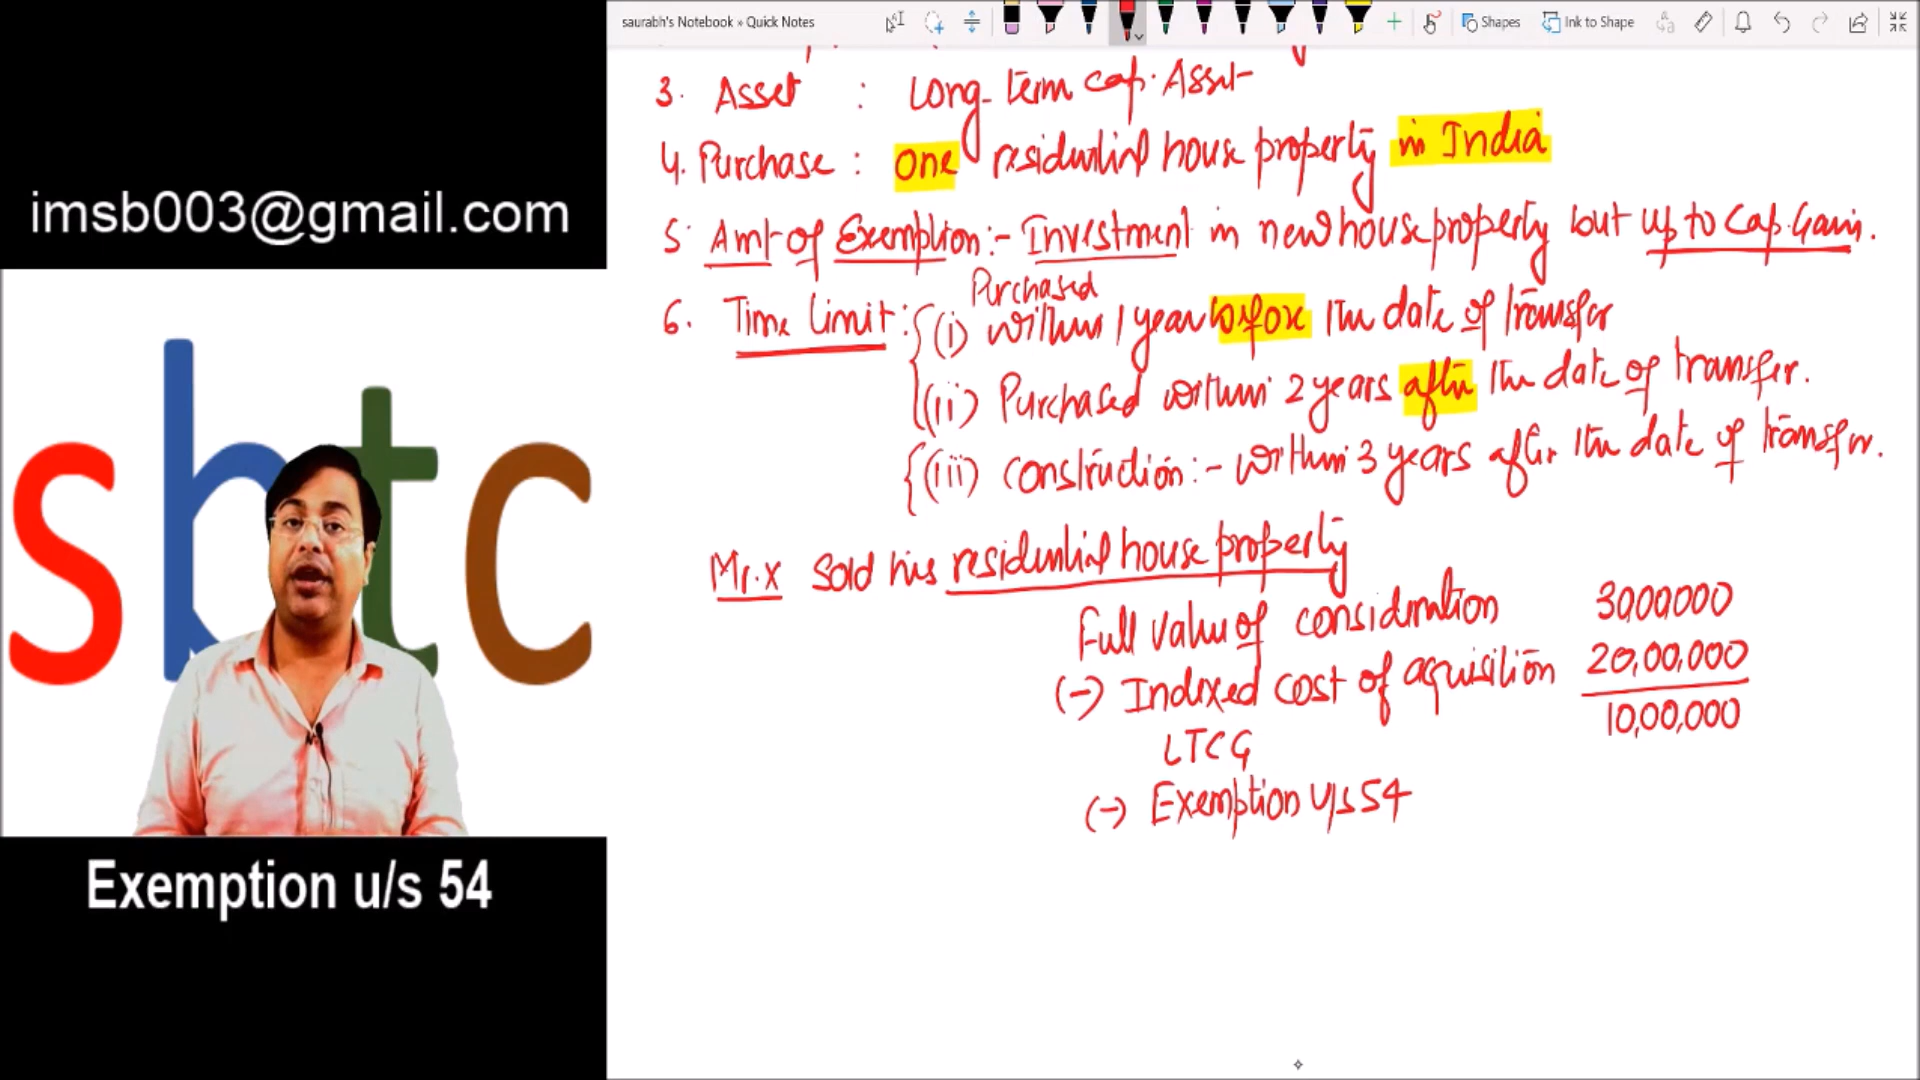 imsb003@gmail.com
sbtc
Exemption u/s 54
saurabh's Notebook » Quick Notes
Shapes
Ink to Shape
3. Asset : Long-term cap. Asset
4. Purchase : One residential house property in India
5. Amt of Exemption:- Investment in new house property but up to Cap. Gain.
Purchased
6. Time Limit: (i) within 1 year before the date of transfer
(ii) Purchased within 2 years after the date of transfer.
(iii) Construction:- within 3 years after the date of transfer.
Mr. X Sold his residential house property
Full value of consideration 3000000
(-) Indexed cost of acquisition 20,00,000
10,00,000
LTCG
(-) Exemption u/s 54